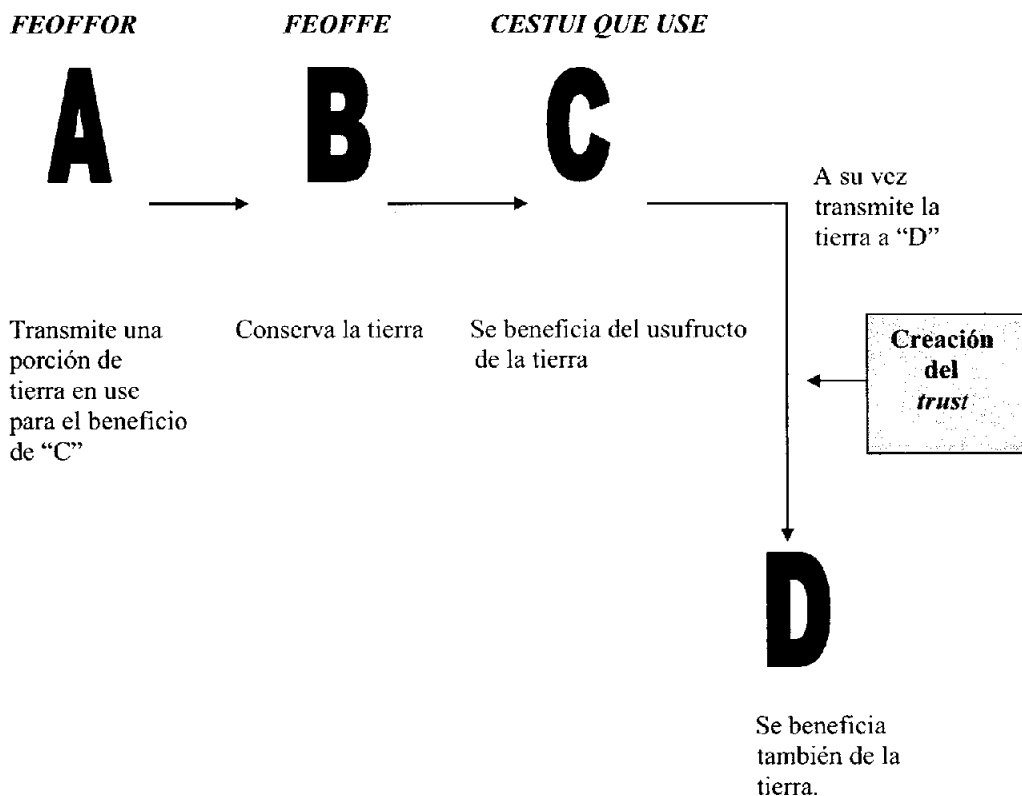 FEOFFOR
FEOFFE
CESTUI QUE USE
A
B
C
A su vez
transmite la
tierra a “D”
Transmite una
porción de
tierra en use
para el beneficio
de “C”
Conserva la tierra
Se beneficia del usufructo
de la tierra
Creación
del
trust
D
Se beneficia
también de la
tierra.